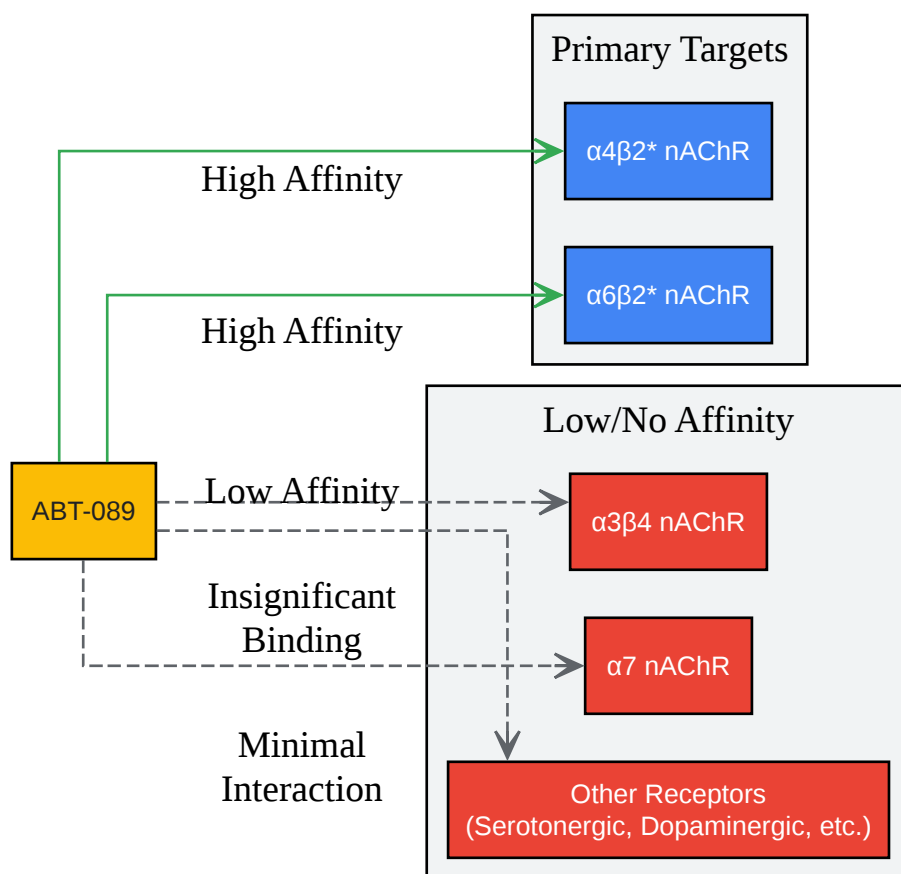 Primary Targets
α4β2* nAChR
High Affinity
α6β2* nAChR
High Affinity
Low/No Affinity
ABT-089
Low Affinity
α3β4 nAChR
Insignificant
Binding
α7 nAChR
Minimal
Interaction
Other Receptors
(Serotonergic, Dopaminergic, etc.)